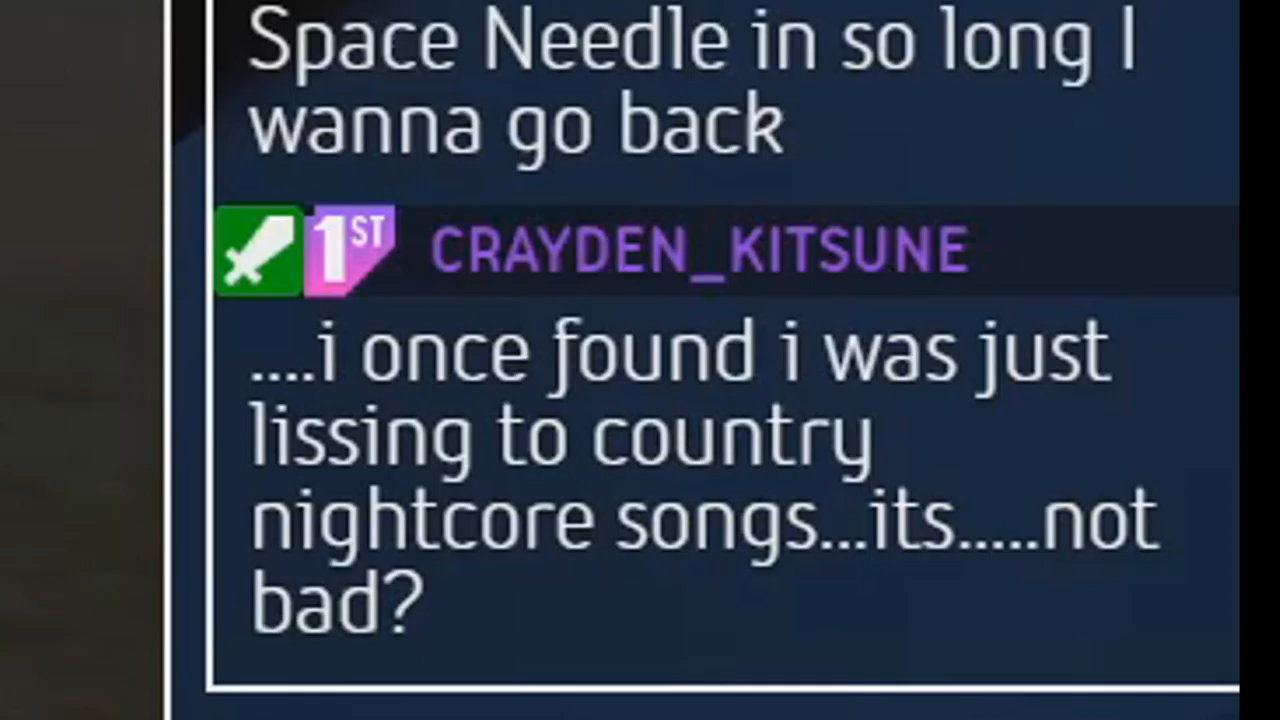 Space Needle in so long I
wanna go back
1ST CRAYDEN_KITSUNE
....i once found i was just
lissing to country
nightcore songs...its.....not
bad?